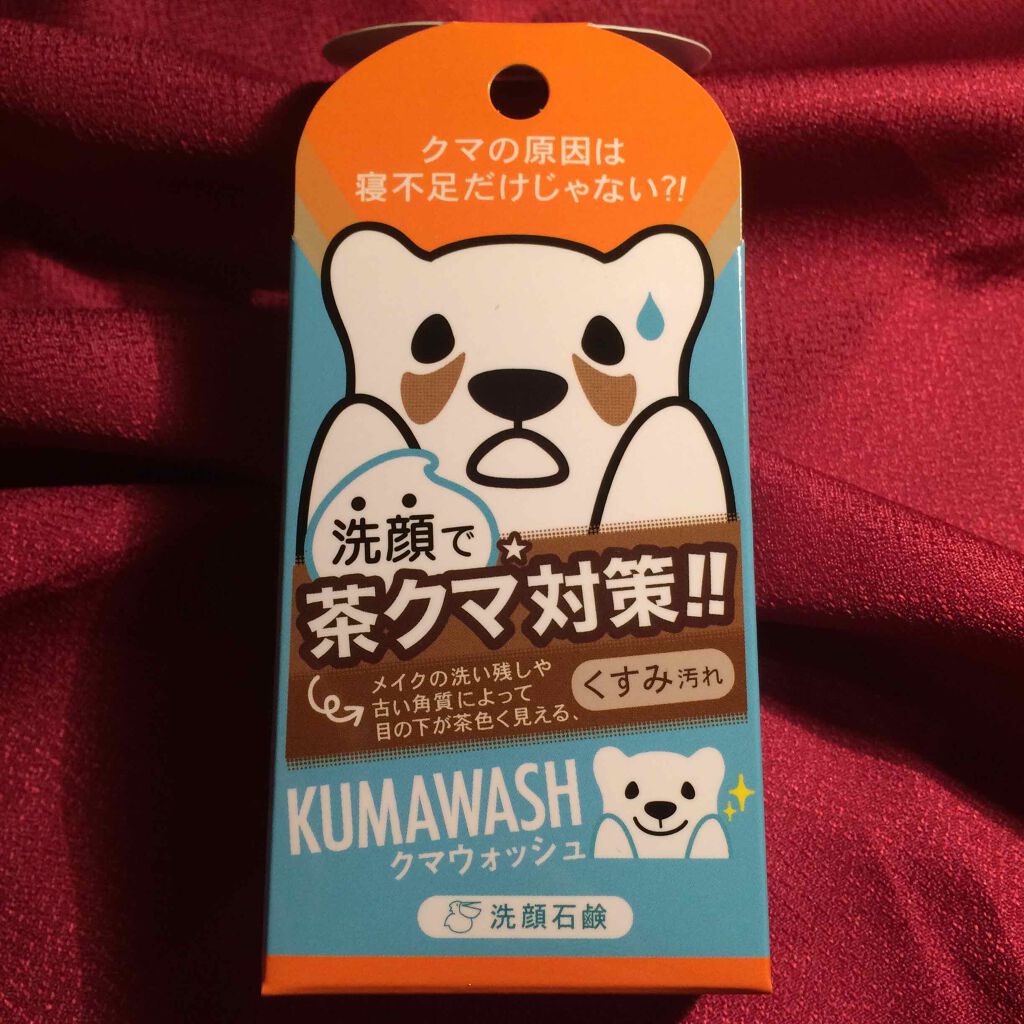 クマの原因は
寝不足だけじゃない?!
洗顔で
茶クマ対策!!
メイクの洗い残しや
古い角質によって
目の下が茶色く見える、
くすみ汚れ
KUMAWASH
クマウォッシュ
洗顔石鹸